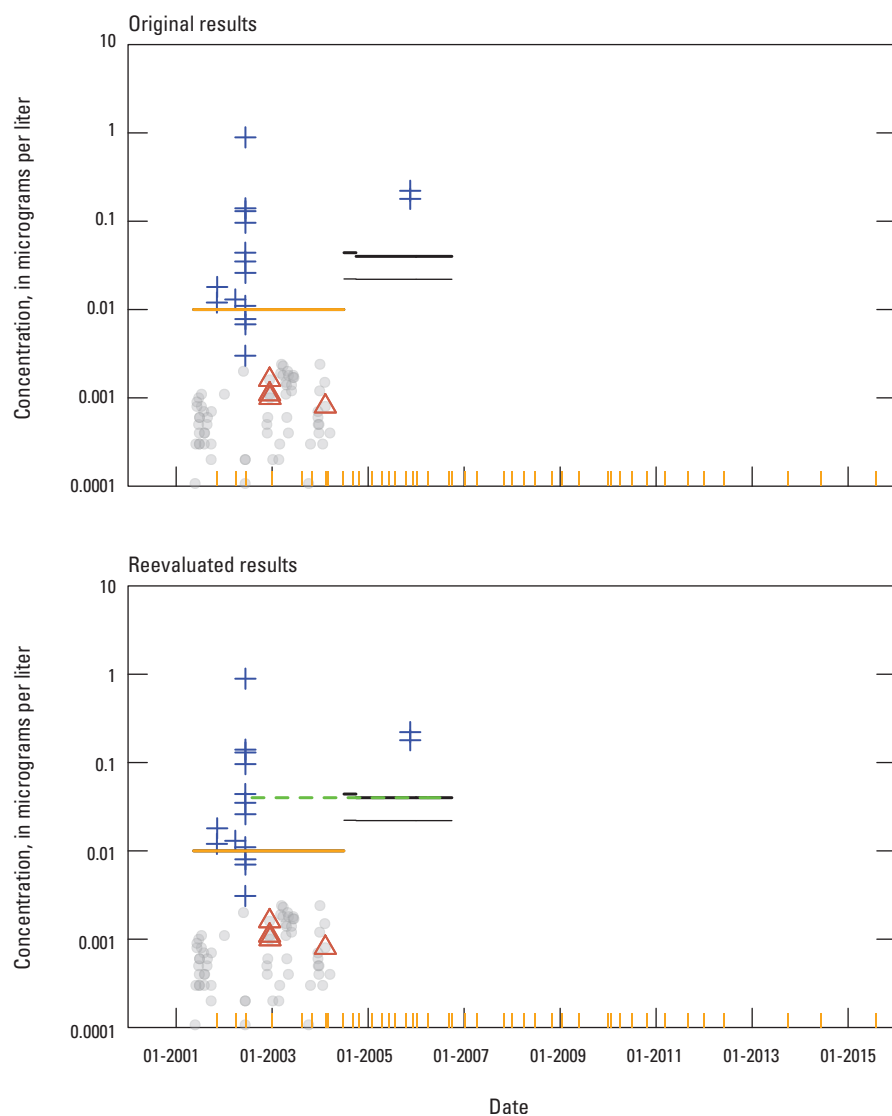 Original results
Concentration, in micrograms per liter
10
1
0.1
0.01
0.001
0.0001
Reevaluated results
Concentration, in micrograms per liter
10
1
0.1
0.01
0.001
0.0001
01-2001 01-2003 01-2005 01-2007 01-2009 01-2011 01-2013 01-2015
Date